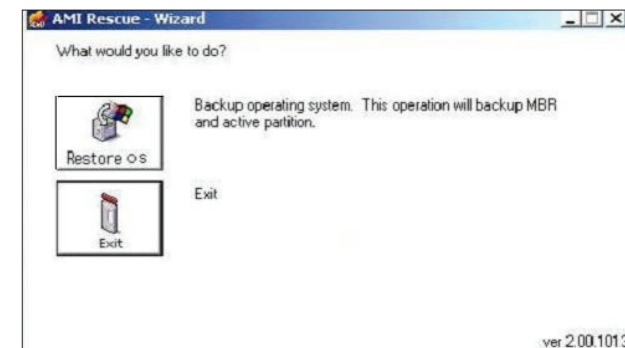 AMI Rescue - Wizard
What would you like to do?
Backup operating system. This operation will backup MBR
and active partition.
Restore OS
Exit
Exit
ver 2.00.1013